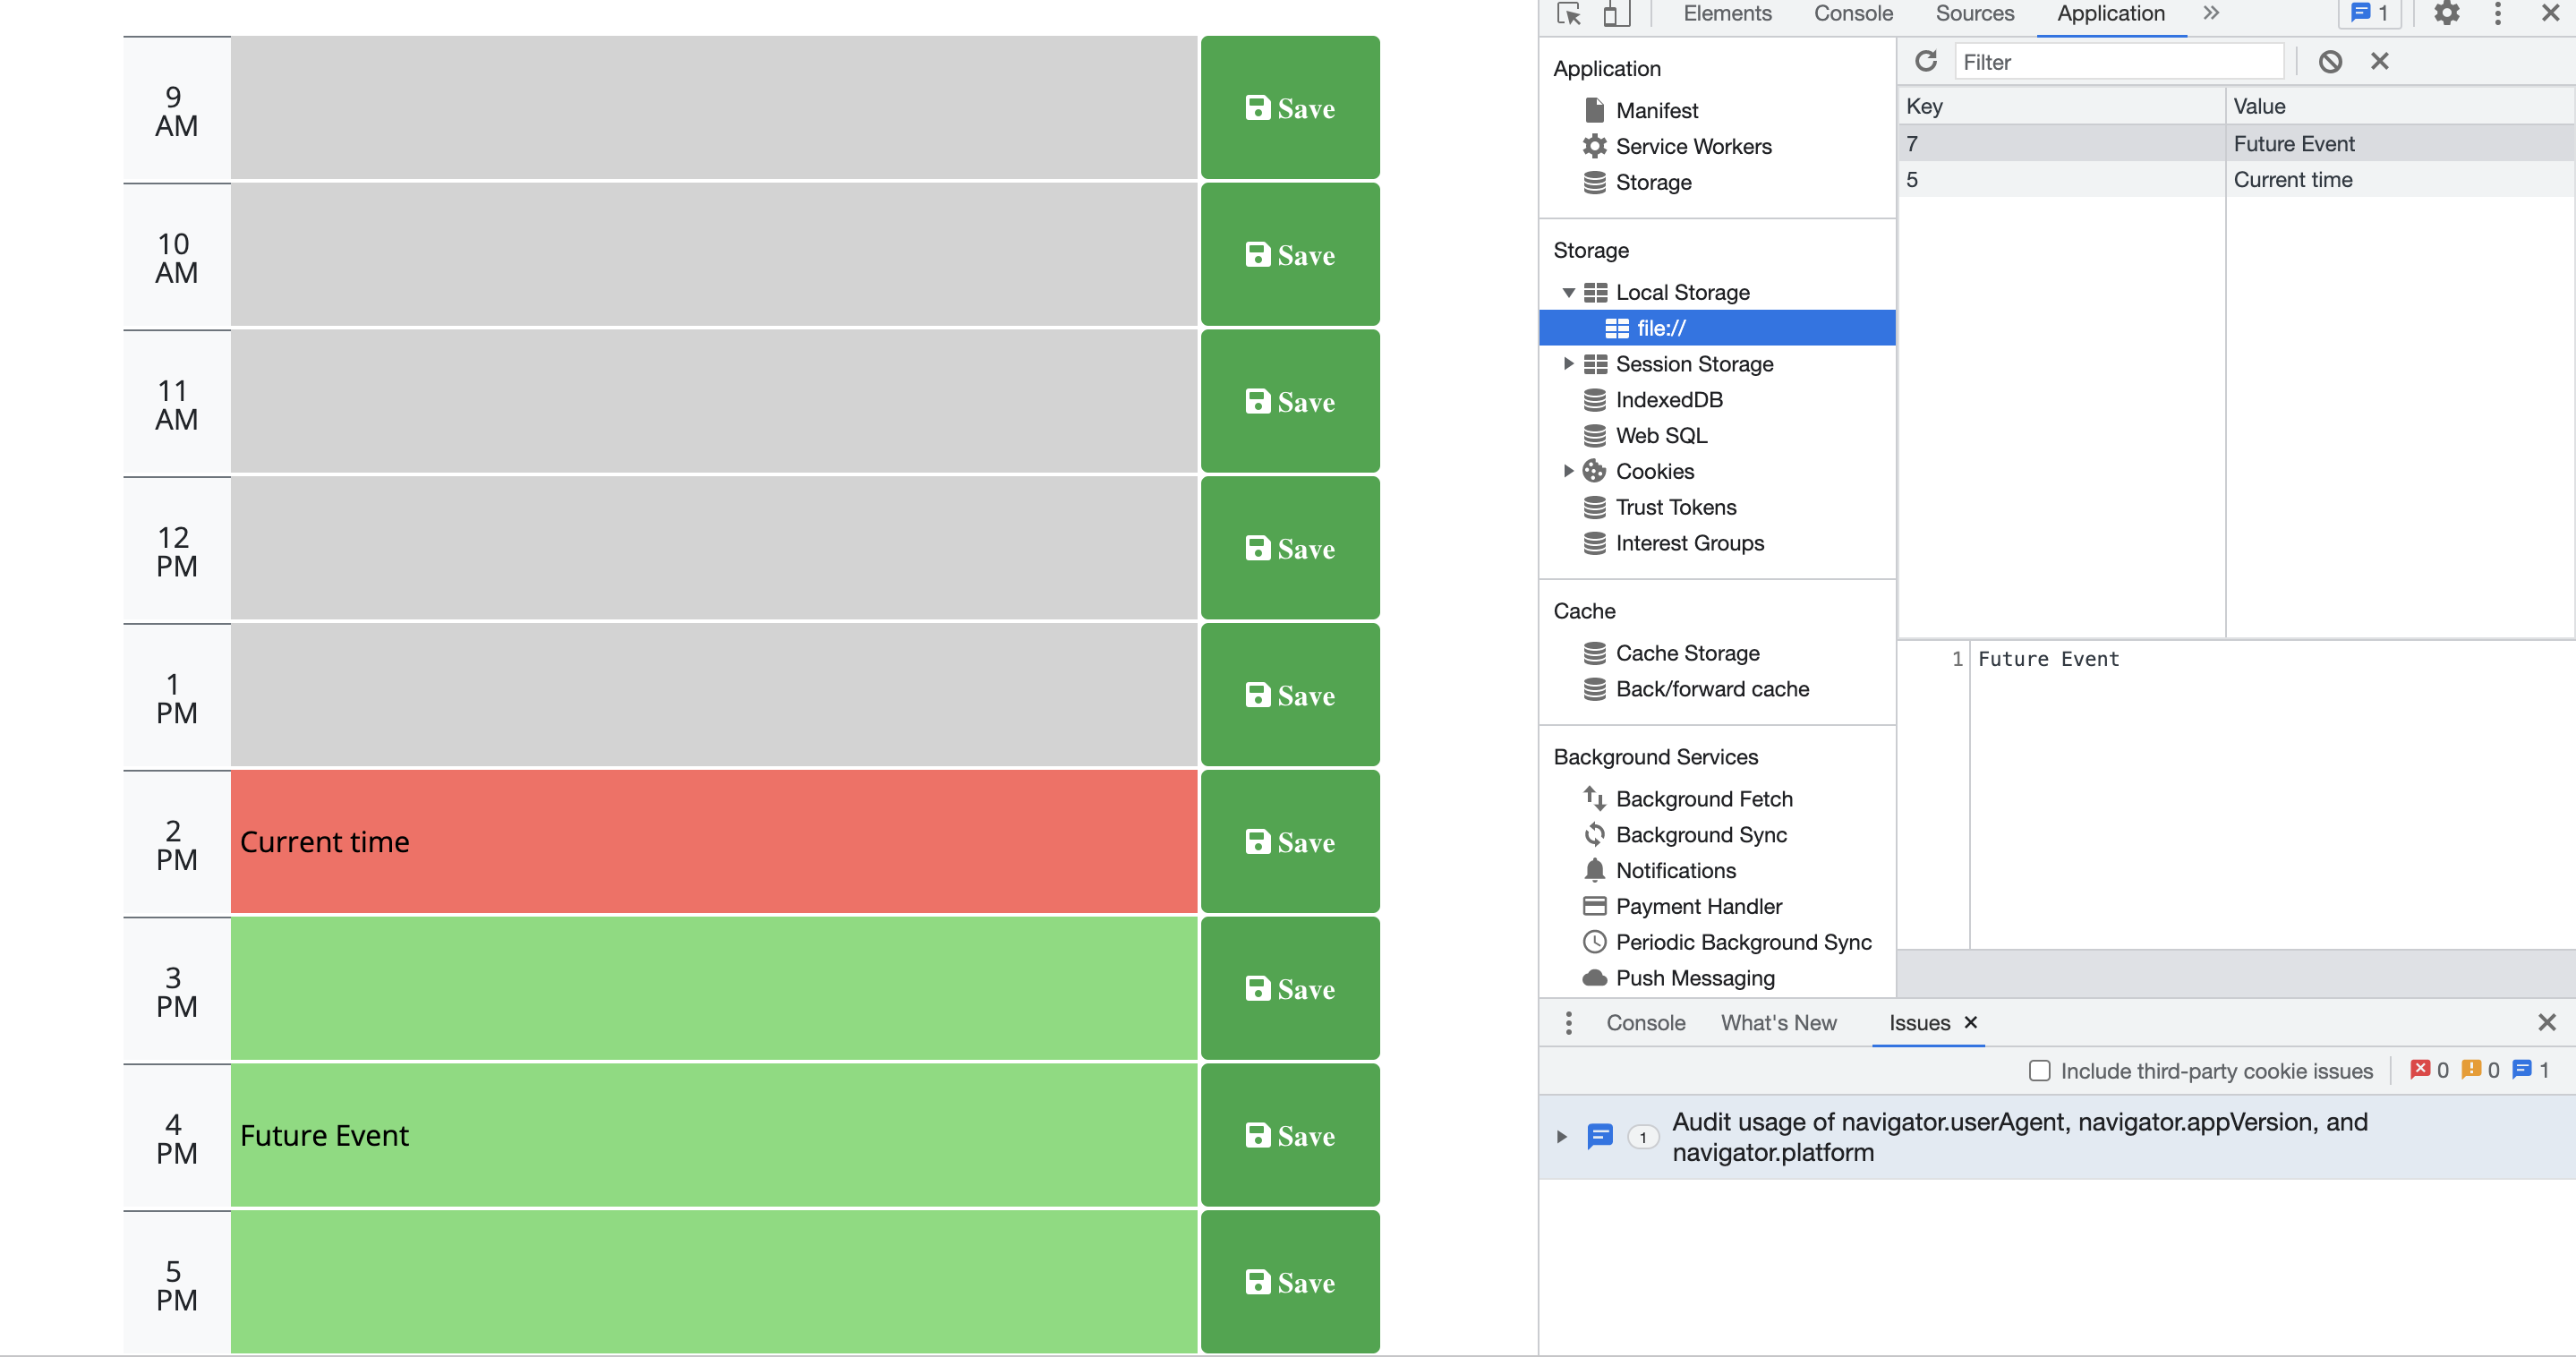 9
AM
Save
10
AM
Save
11
AM
Save
12
PM
Save
1
PM
Save
2
PM
Current time
Save
3
PM
Save
4
PM
Future Event
Save
5
PM
Save
Elements Console Sources Application » 1
Application
Manifest
Service Workers
Storage
Storage
Local Storage
file://
Session Storage
IndexedDB
Web SQL
Cookies
Trust Tokens
Interest Groups
Cache
Cache Storage
Back/forward cache
Background Services
Background Fetch
Background Sync
Notifications
Payment Handler
Periodic Background Sync
Push Messaging
Filter
Key Value
7 Future Event
5 Current time
1 Future Event
Console What's New Issues
Include third-party cookie issues 0 0 1
1 Audit usage of navigator.userAgent, navigator.appVersion, and
navigator.platform